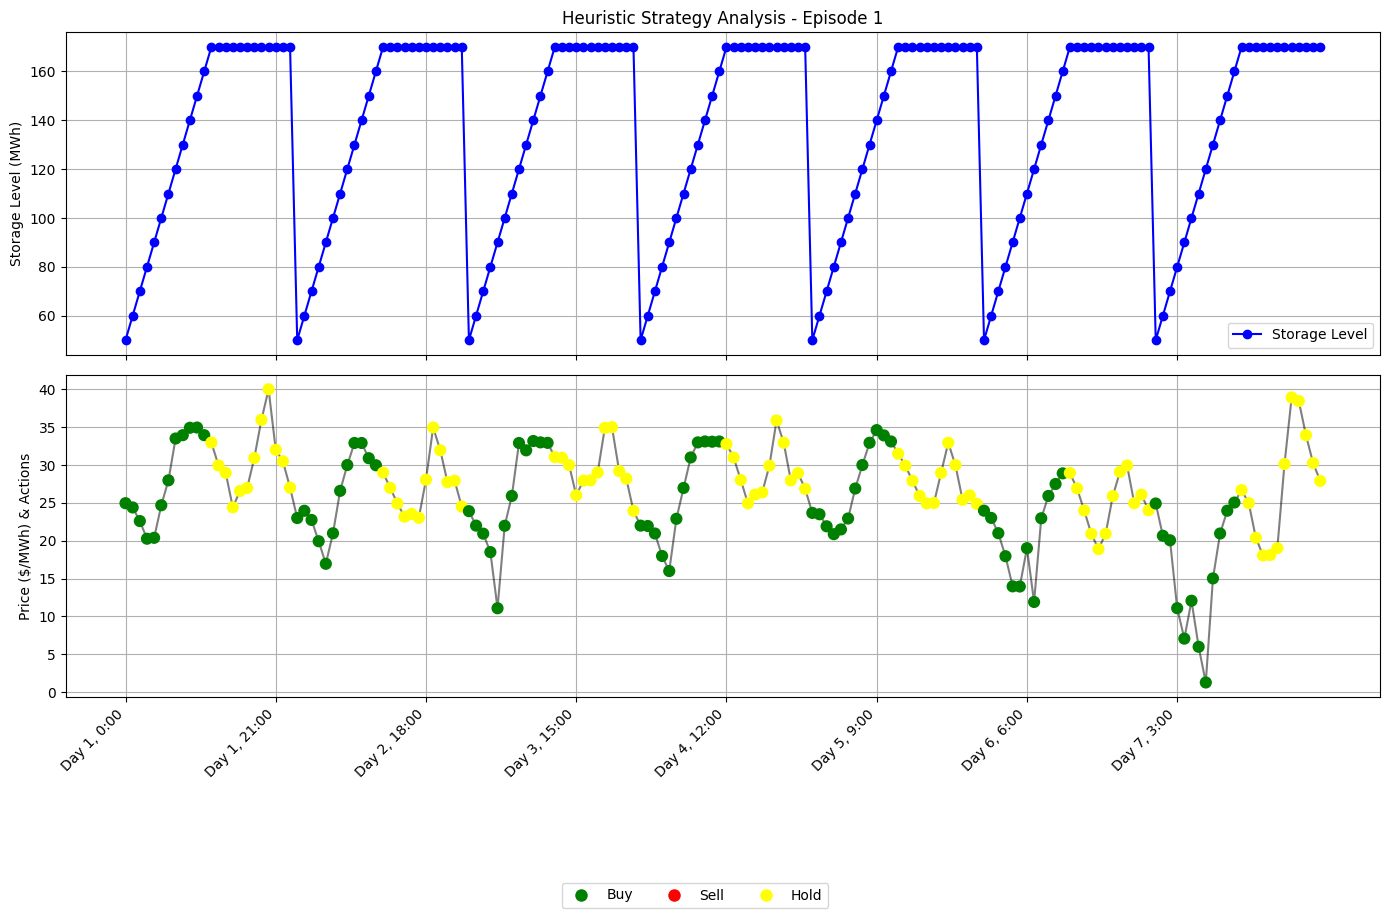 Heuristic Strategy Analysis - Episode 1
Storage Level (MWh)
160
140
120
100
80
60
Storage Level
Price ($/MWh) & Actions
40
35
30
25
20
15
10
5
0
Day 1, 0:00
Day 1, 21:00
Day 2, 18:00
Day 3, 15:00
Day 4, 12:00
Day 5, 9:00
Day 6, 6:00
Day 7, 3:00
Buy Sell Hold